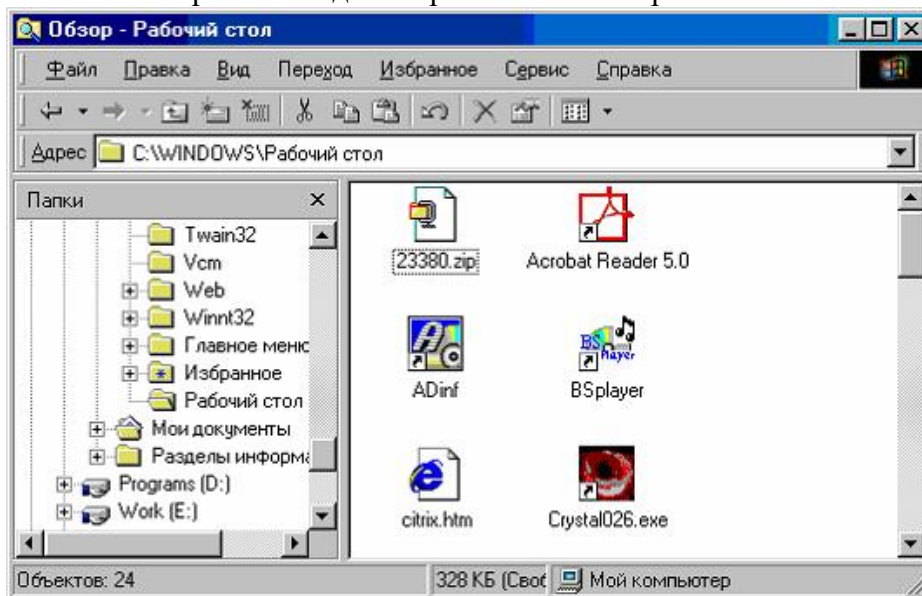 Обзор - Рабочий стол
Файл Правка Вид Переход Избранное Сервис Справка
Адрес C:\WINDOWS\Рабочий стол
Папки
Twain32
Vcm
Web
Winnt32
Главное меню
Избранное
Рабочий стол
Мои документы
Разделы информа
Programs (D:)
Work (E:)
23380.zip
Acrobat Reader 5.0
ADinf
BSplayer
citrix.htm
Crystal026.exe
Объектов: 24
328 КБ (Своб
Мой компьютер